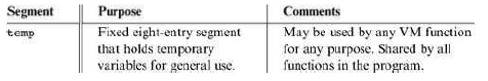 Segment Purpose Comments
temp Fixed eight-entry segment May be used by any VM function
that holds temporary for any purpose. Shared by all
variables for general use. functions in the program.